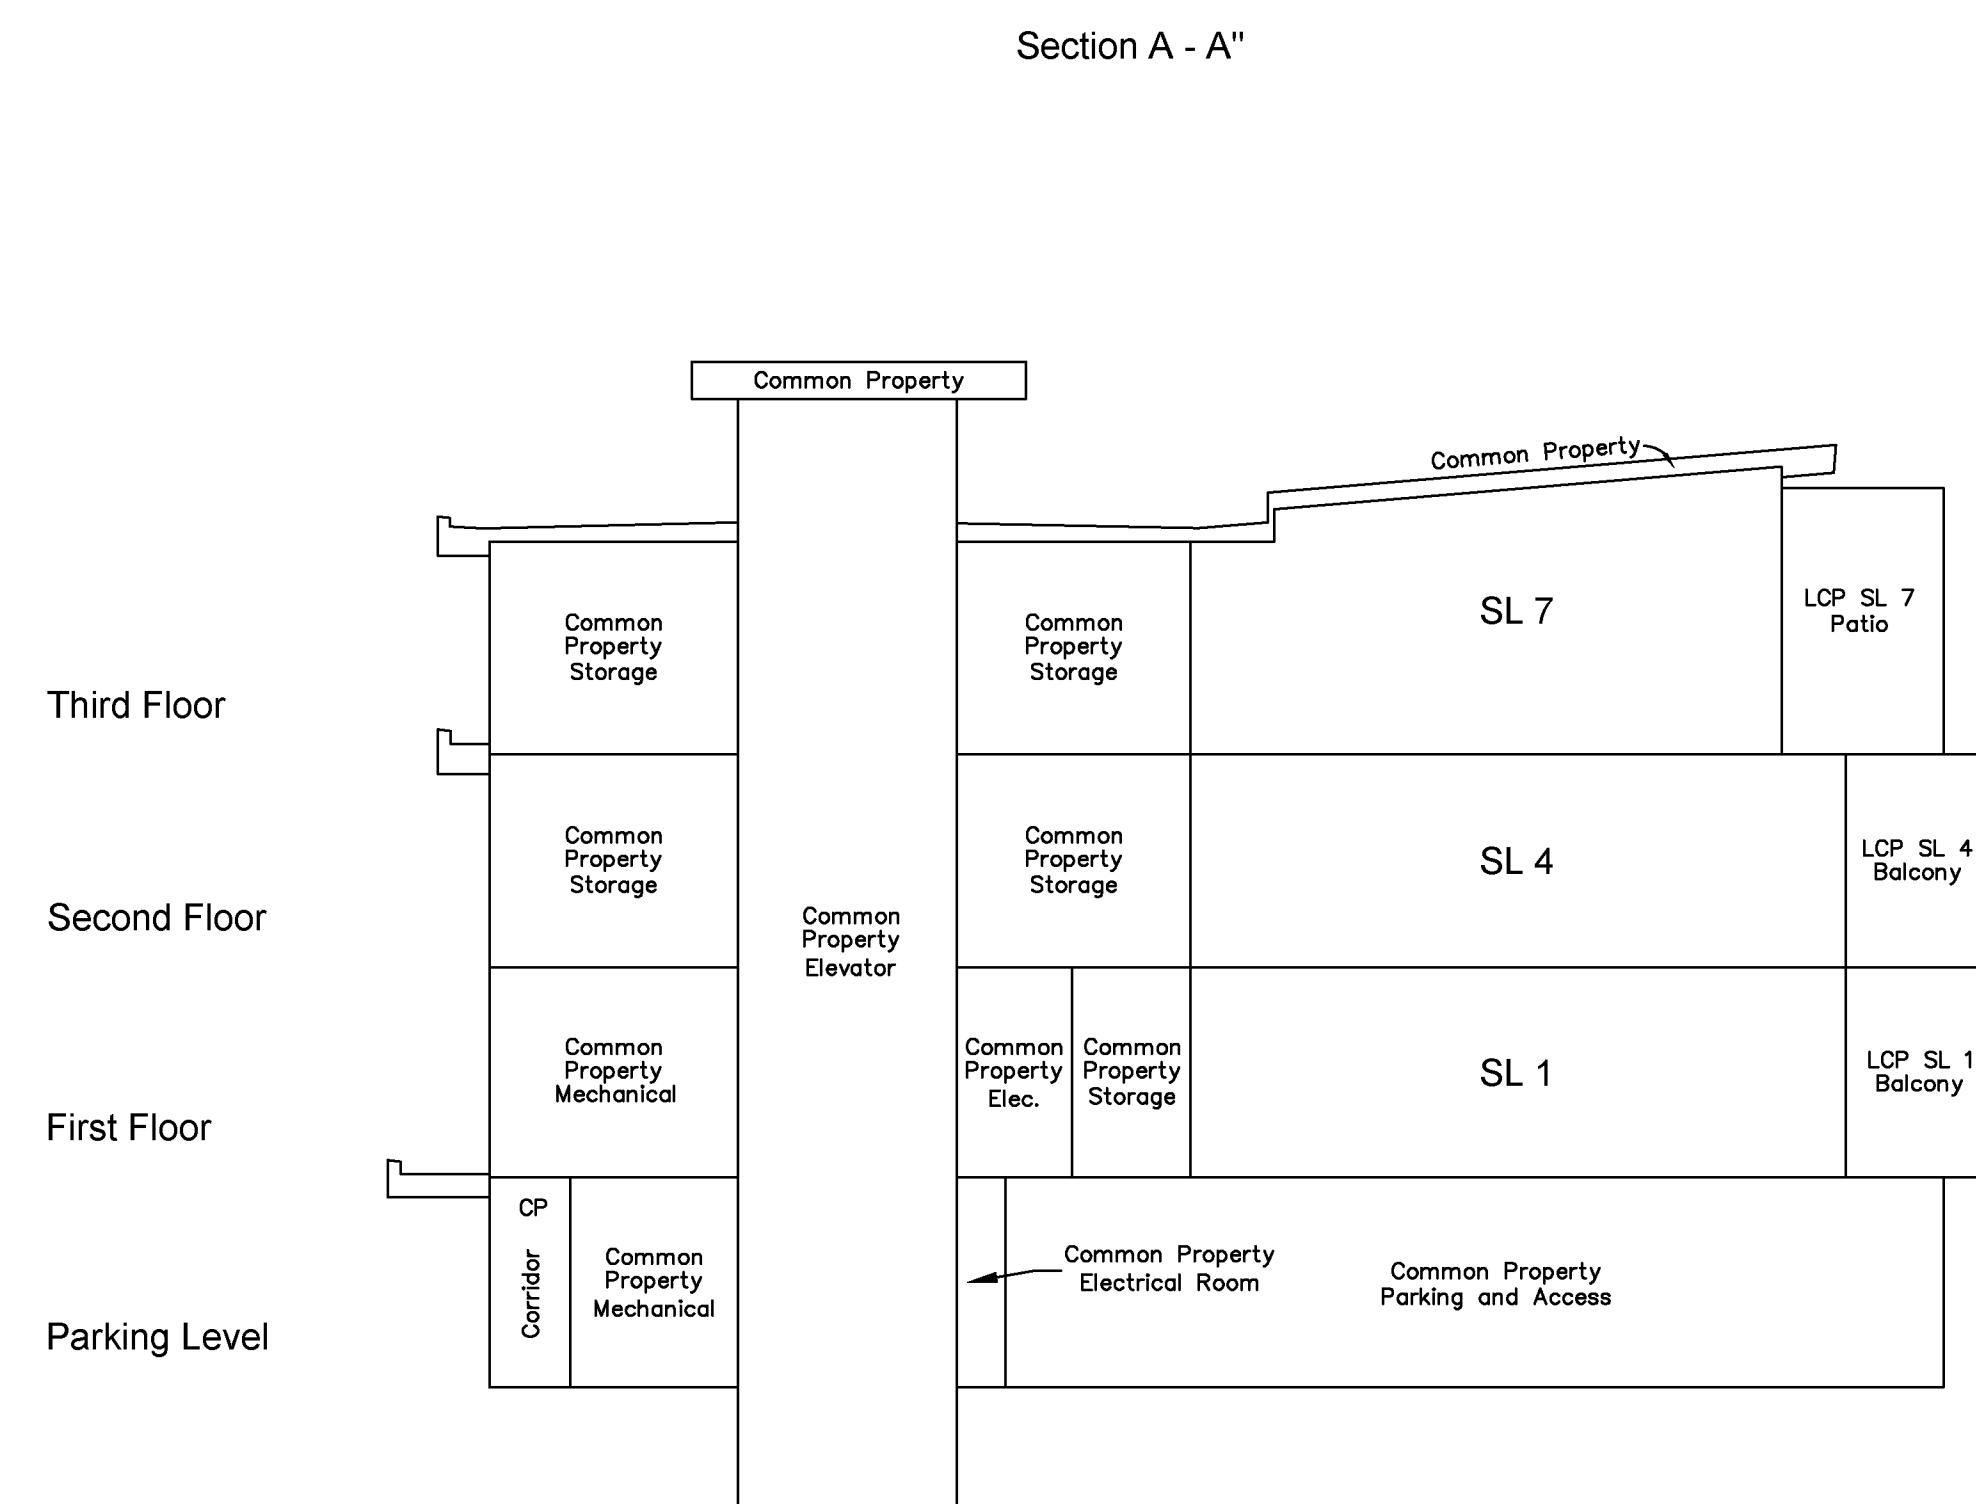 Section A - A"
Common Property
Common Property
Third Floor
Common
Property
Storage
Common
Property
Storage
SL 7
LCP SL 7
Patio
Second Floor
Common
Property
Storage
Common
Property
Elevator
Common
Property
Storage
SL 4
LCP SL 4
Balcony
First Floor
Common
Property
Mechanical
Common
Property
Elec.
Common
Property
Storage
SL 1
LCP SL 1
Balcony
Parking Level
CP
Corridor
Common
Property
Mechanical
Common Property
Electrical Room
Common Property
Parking and Access